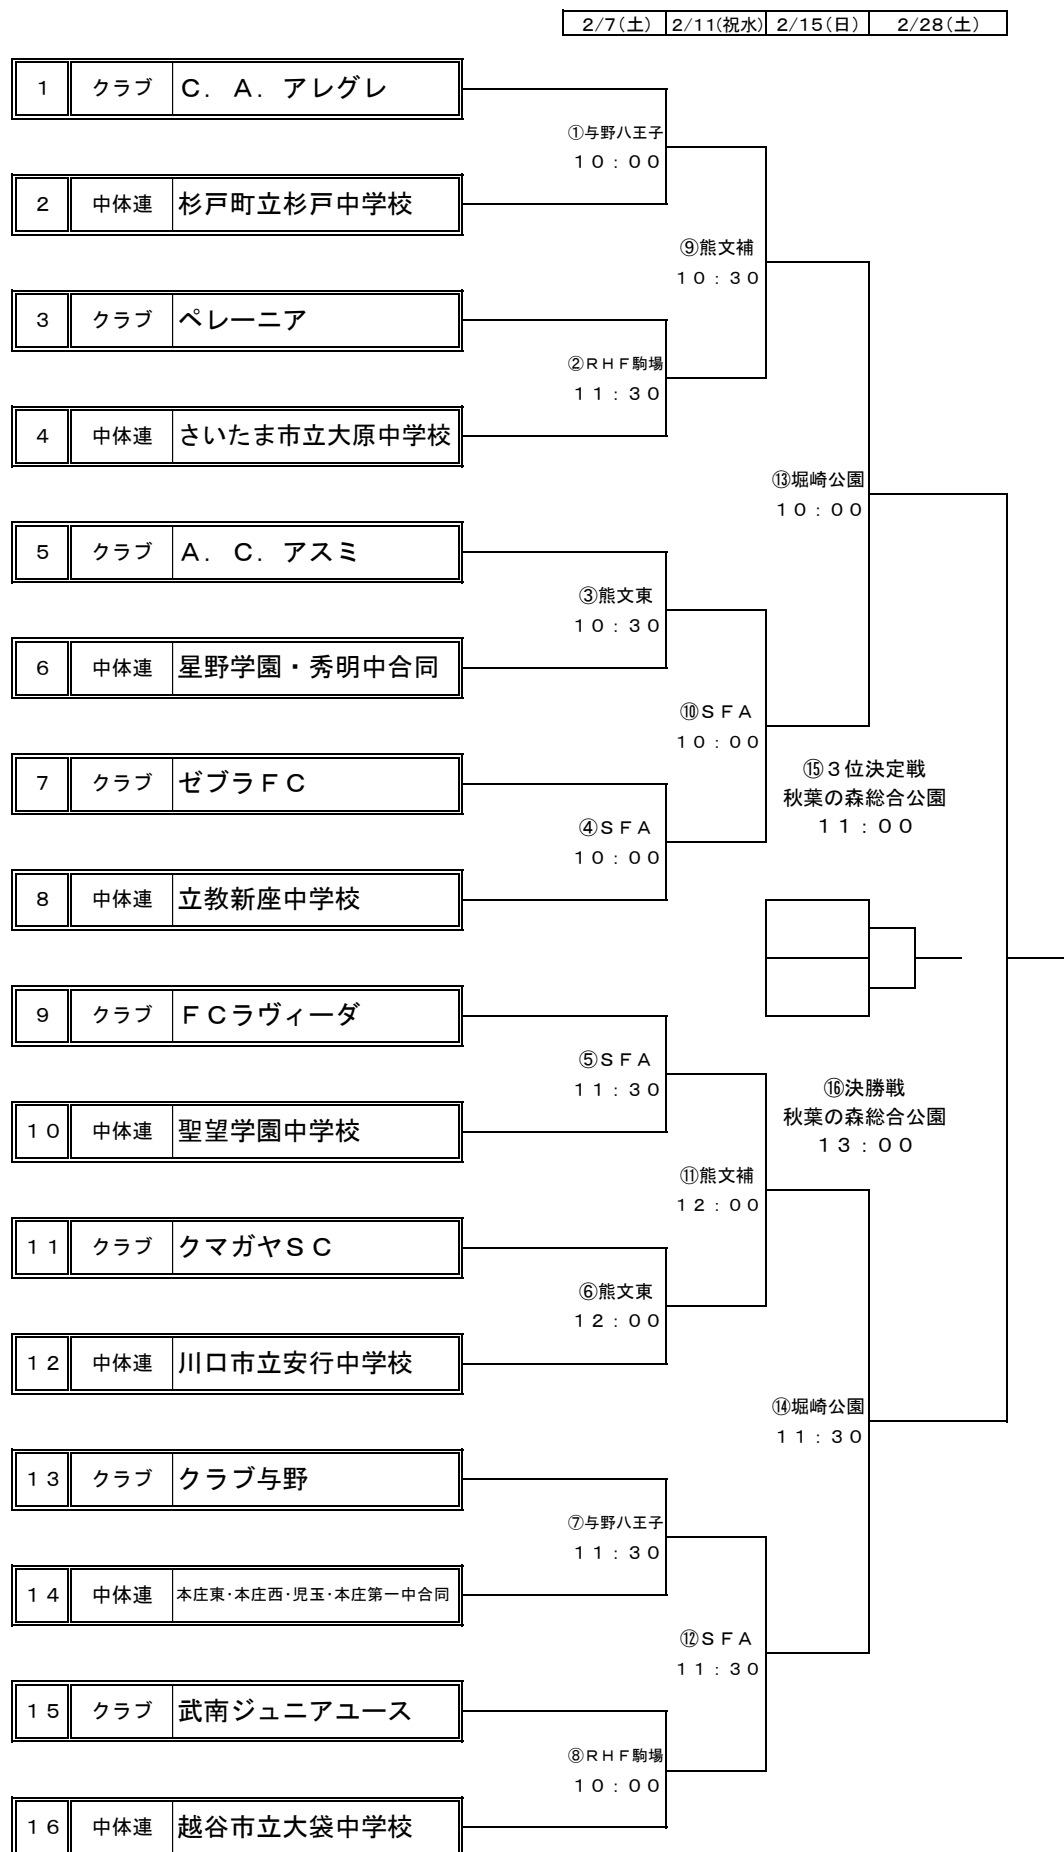 2/7(土) 2/11(祝水) 2/15(日) 2/28(土)
1 クラブ C．A．アレグレ
①与野八王子
10：00
2 中体連 杉戸町立杉戸中学校
⑨熊文補
10：30
3 クラブ ペレーニア
②RHF駒場
11：30
4 中体連 さいたま市立大原中学校
⑬堀崎公園
10：00
5 クラブ A．C．アスミ
③熊文東
10：30
6 中体連 星野学園・秀明中合同
⑩SFA
10：00
7 クラブ ゼブラFC
⑮3位決定戦
秋葉の森総合公園
11：00
④SFA
10：00
8 中体連 立教新座中学校
9 クラブ FCラヴィーダ
⑤SFA
11：30
⑯決勝戦
秋葉の森総合公園
13：00
10 中体連 聖望学園中学校
⑪熊文補
12：00
11 クラブ クマガヤSC
⑥熊文東
12：00
12 中体連 川口市立安行中学校
⑭堀崎公園
11：30
13 クラブ クラブ与野
⑦与野八王子
11：30
14 中体連 本庄東・本庄西・児玉・本庄第一中合同
⑫SFA
11：30
15 クラブ 武南ジュニアユース
⑧RHF駒場
10：00
16 中体連 越谷市立大袋中学校